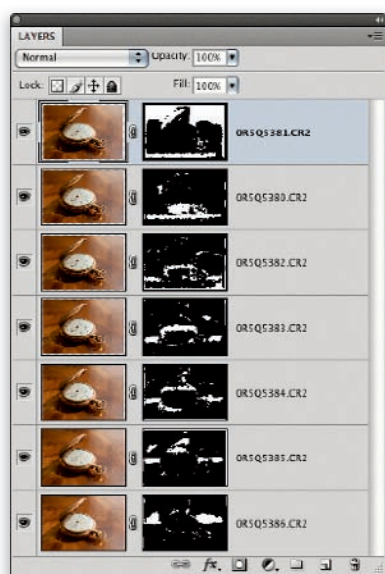 LAYERS
Normal Opacity: 100%
Lock: Fill: 100%
0R5Q5381.CR2
0R5Q5380.CR2
0R5Q5382.CR2
0R5Q5383.CR2
0R5Q5384.CR2
0R5Q5385.CR2
0R5Q5386.CR2
fx.